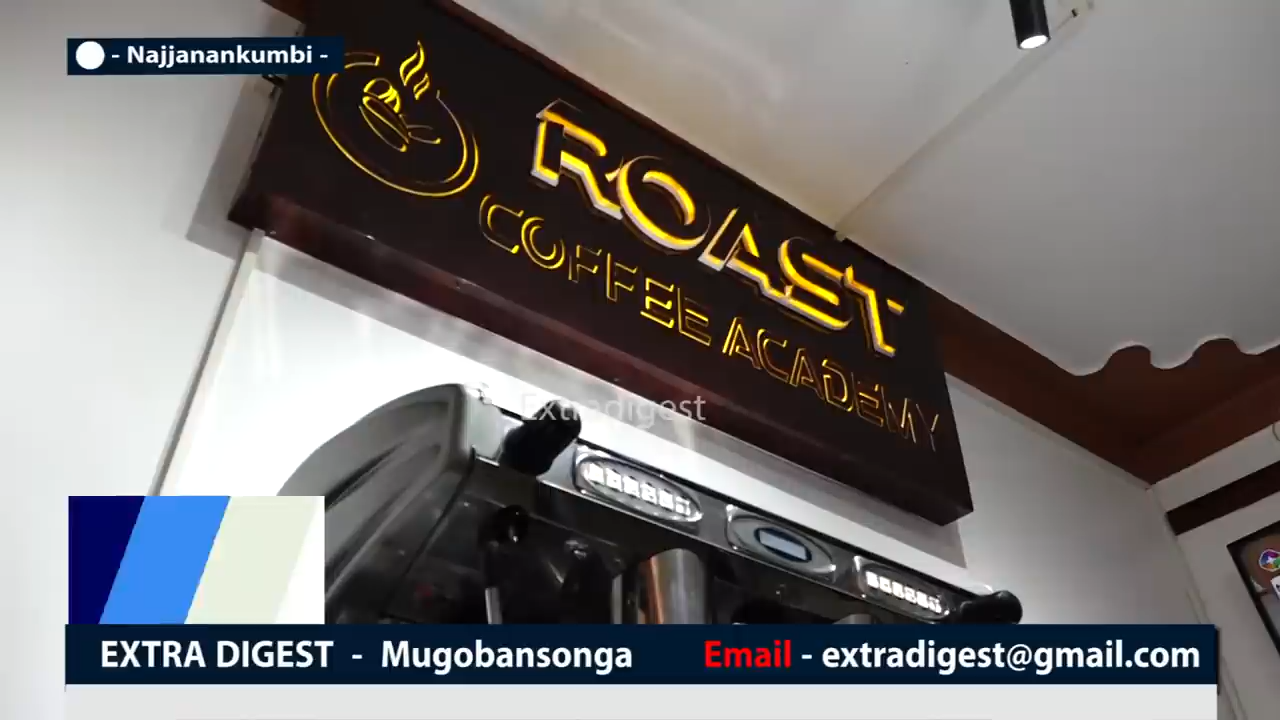 - Najjanankumbi -
ROAST
COFFEE ACADEMY
Extradigest
EXTRA DIGEST - Mugobansonga Email - extradigest@gmail.com